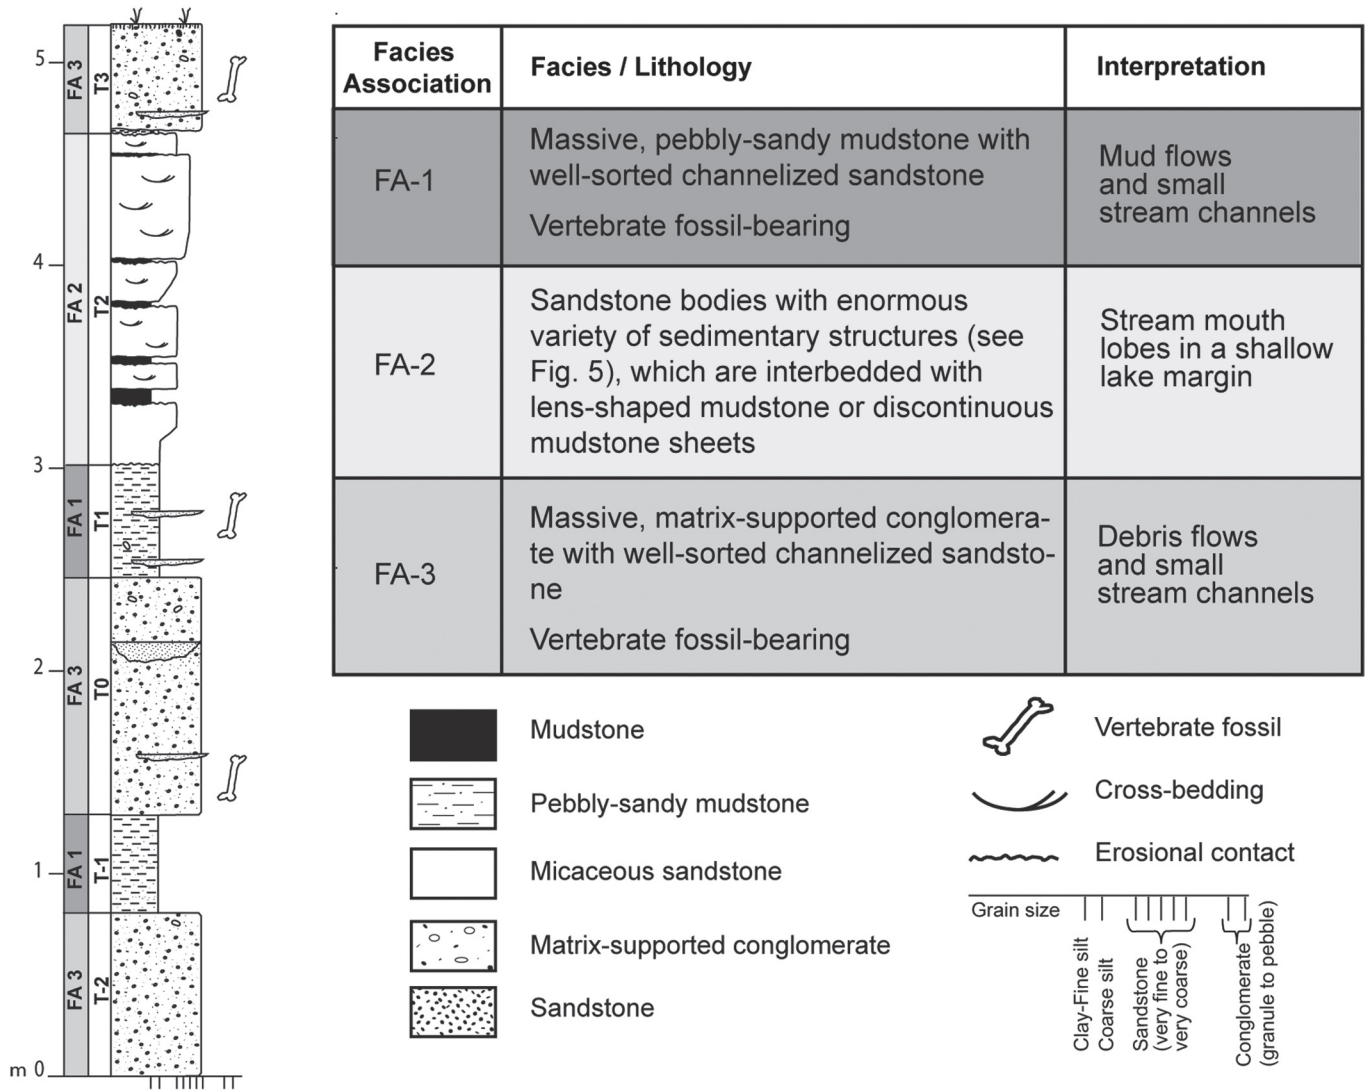 5
FA 3
T3
4
FA 2
T2
3
FA 1
T1
2
FA 3
T0
1
FA 1
T-1
FA 3
T-2
m 0
Facies
Association
Facies / Lithology
Interpretation
FA-1
Massive, pebbly-sandy mudstone with
well-sorted channelized sandstone
Vertebrate fossil-bearing
Mud flows
and small
stream channels
FA-2
Sandstone bodies with enormous
variety of sedimentary structures (see
Fig. 5), which are interbedded with
lens-shaped mudstone or discontinuous
mudstone sheets
Stream mouth
lobes in a shallow
lake margin
FA-3
Massive, matrix-supported conglomera-
te with well-sorted channelized sandsto-
ne
Vertebrate fossil-bearing
Debris flows
and small
stream channels
Mudstone
Pebbly-sandy mudstone
Micaceous sandstone
Matrix-supported conglomerate
Sandstone
Vertebrate fossil
Cross-bedding
Erosional contact
Grain size
Clay-Fine silt
Coarse silt
Sandstone
(very fine to
very coarse)
Conglomerate
(granule to pebble)